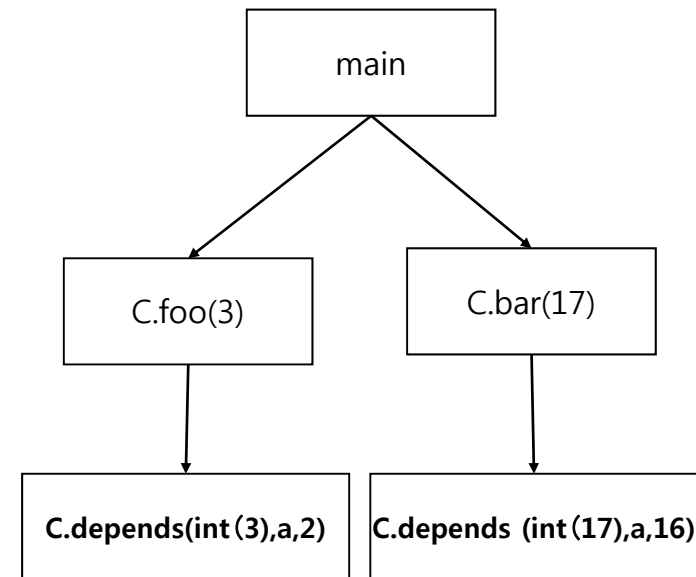 main
C.foo(3)
C.bar(17)
C.depends(int(3),a,2)
C.depends (int(17),a,16)